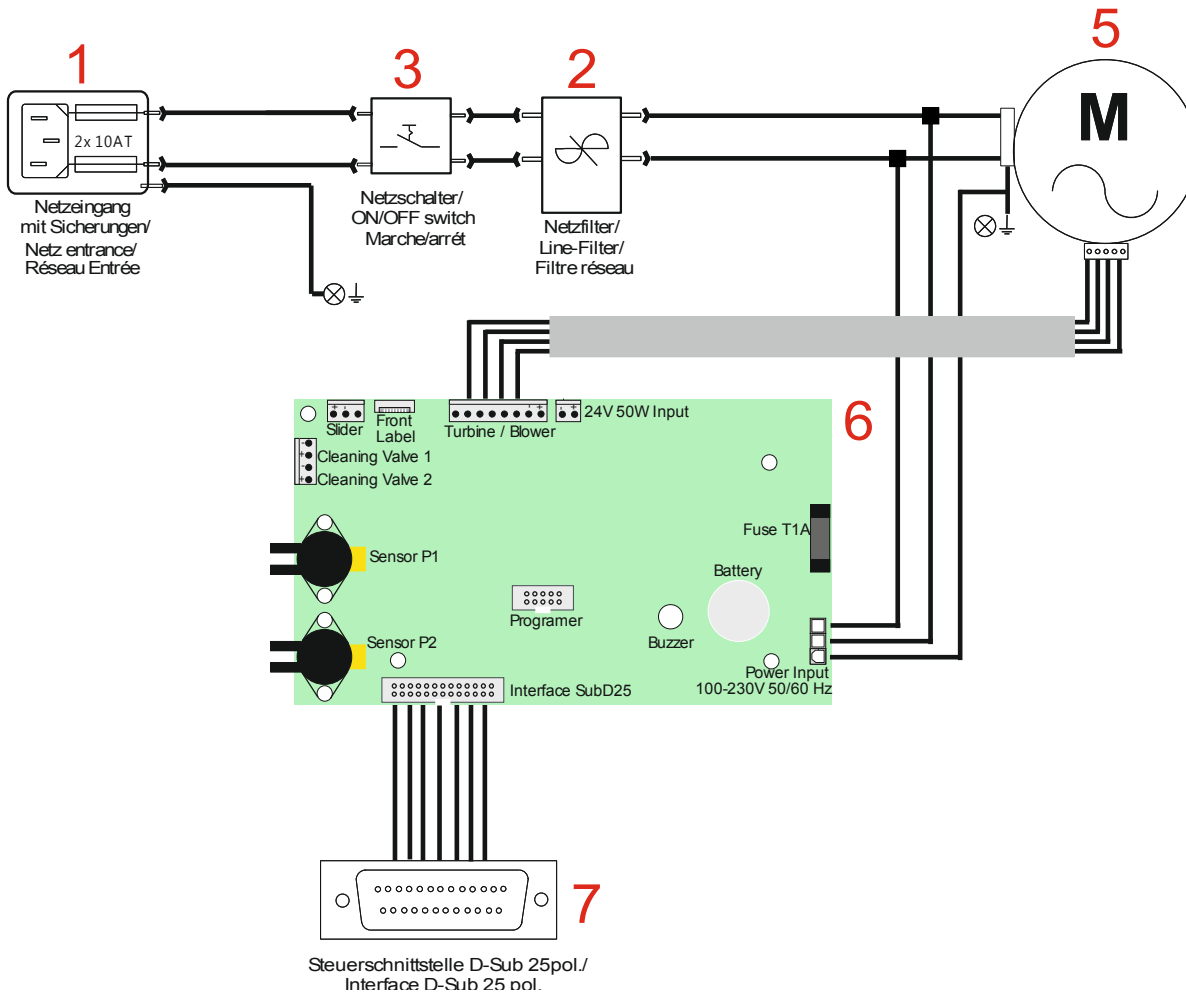 1
3
2
5
M
2x 10AT
Netzeingang
mit Sicherungen/
Netz entrance/
Réseau Entrée
Netzschalter/
ON/OFF switch
Marche/arrét
Netzfilter/
Line-Filter/
Filtre réseau
6
Slider
Front
Label
Turbine / Blower
24V 50W Input
Cleaning Valve 1
Cleaning Valve 2
Fuse T1A
Sensor P1
Battery
Programer
Buzzer
Sensor P2
Power Input
100-230V 50/60 Hz
Interface SubD25
7
Steuerschnittstelle D-Sub 25pol./
Interface D-Sub 25 pol.